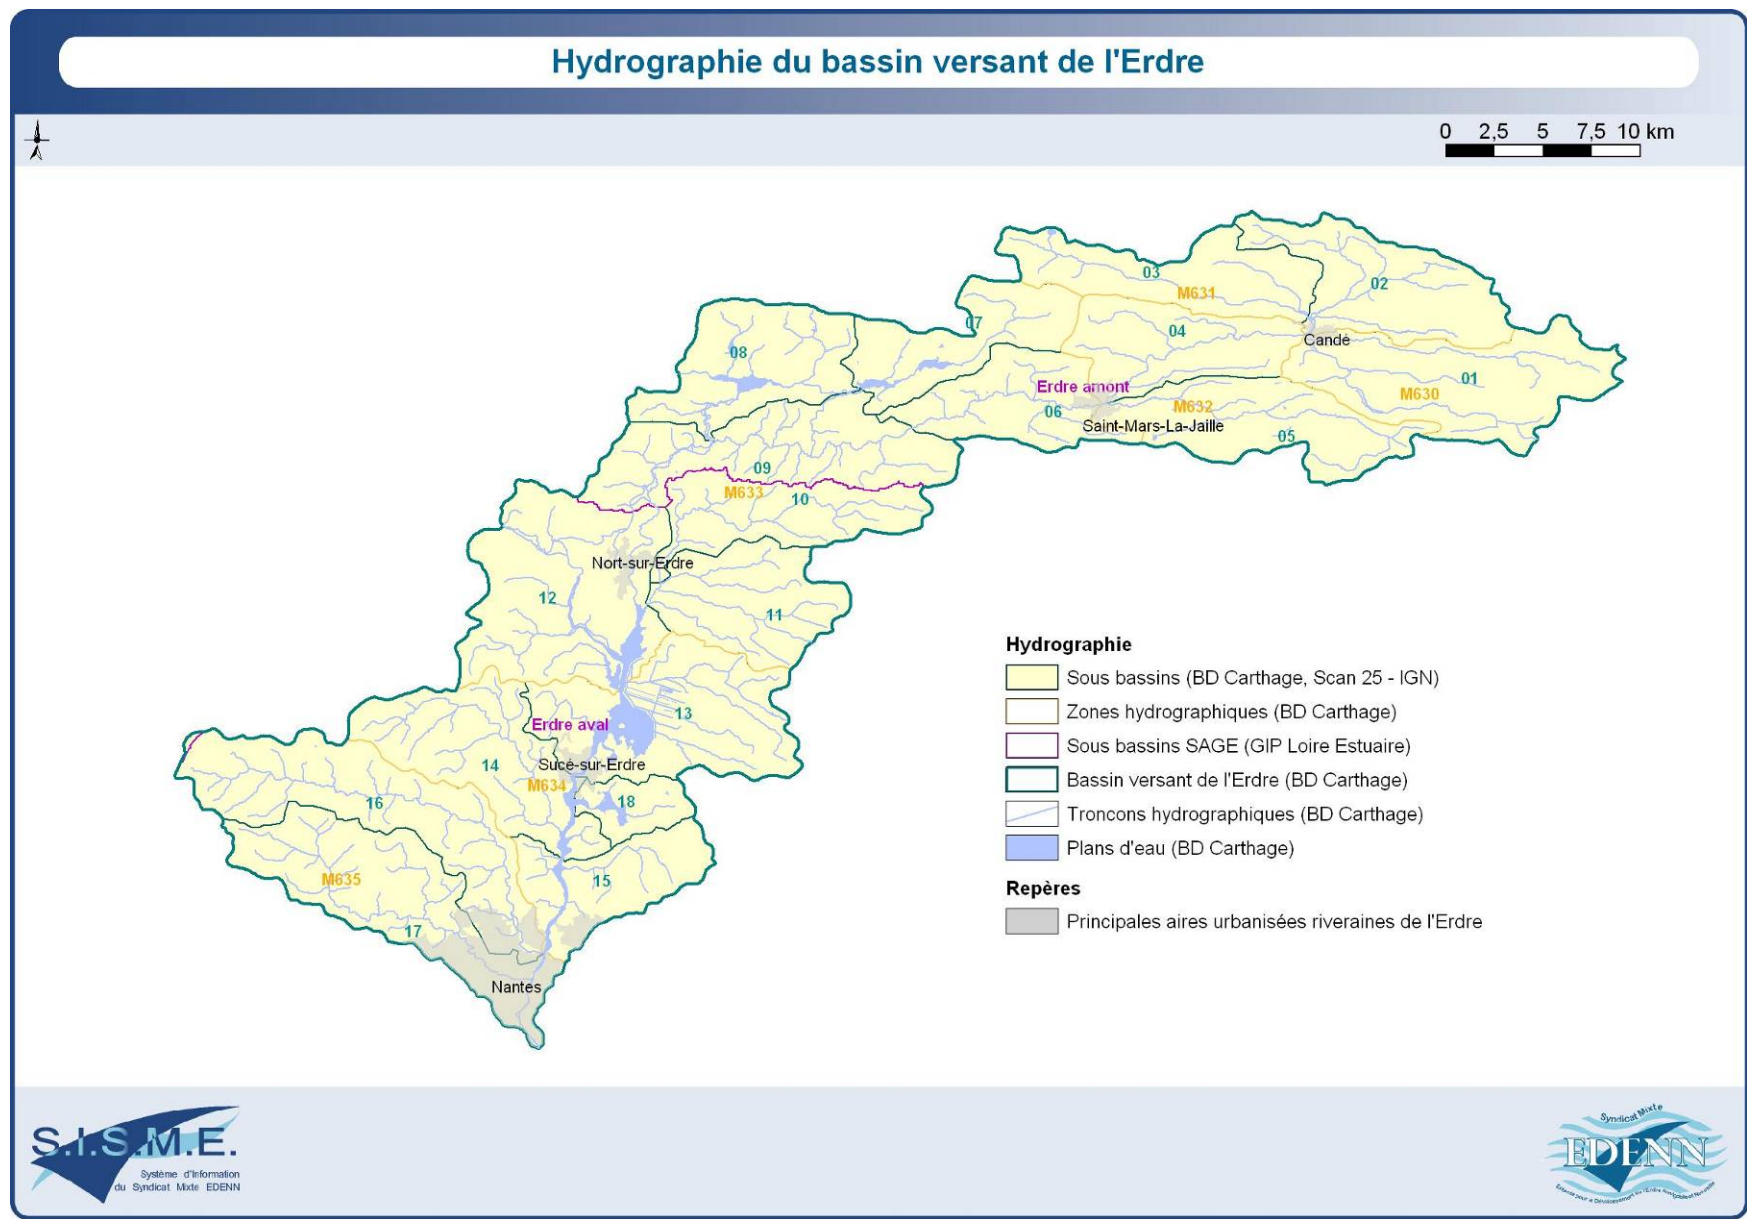 Hydrographie du bassin versant de l'Erdre
0 2,5 5 7,5 10 km
03
02
M631
07
04
Candé
08
01
Erdre amont
M630
06
M632
Saint-Mars-La-Jaille
05
09
M633
10
Nort-sur-Erdre
12
11
13
Erdre aval
14
Sucé-sur-Erdre
M634
16
18
M635
15
17
Nantes
Hydrographie
Sous bassins (BD Carthage, Scan 25 - IGN)
Zones hydrographiques (BD Carthage)
Sous bassins SAGE (GIP Loire Estuaire)
Bassin versant de l'Erdre (BD Carthage)
Troncons hydrographiques (BD Carthage)
Plans d'eau (BD Carthage)
Repères
Principales aires urbanisées riveraines de l'Erdre
S.I.S.M.E.
Système d'Information
du Syndicat Mixte EDENN
Syndicat Mixte
EDENN